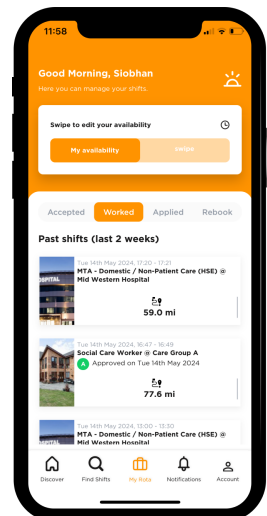 11:58
Good Morning, Siobhan
Here you can manage your shifts.
Swipe to edit your availability
My availability
swipe
Accepted
Worked
Applied
Rebook
Past shifts (last 2 weeks)
Tue 14th May 2024, 17:20 - 17:21
MTA - Domestic / Non-Patient Care (HSE) @
Mid Western Hospital
59.0 mi
Tue 14th May 2024, 16:47 - 16:49
Social Care Worker @ Care Group A
A Approved on Tue 14th May 2024
77.6 mi
Tue 14th May 2024, 13:00 - 13:30
MTA - Domestic / Non-Patient Care (HSE) @
Mid Western Hospital
Discover
Find Shifts
My Rota
Notifications
Account